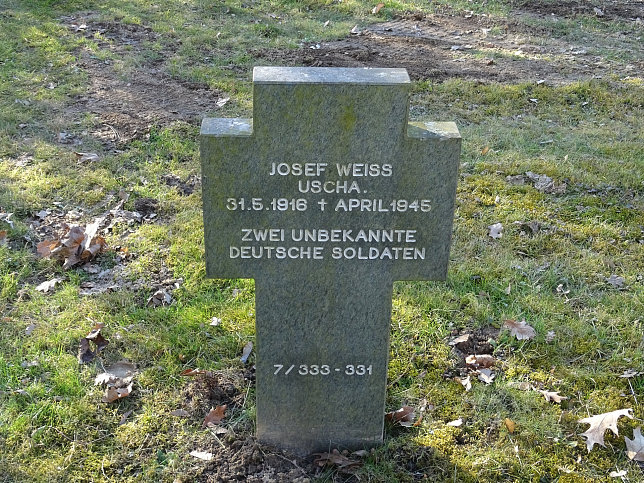 JOSEF WEISS
USCHA.
31.5.1916 † APRIL 1945
ZWEI UNBEKANNTE
DEUTSCHE SOLDATEN
7/333-331